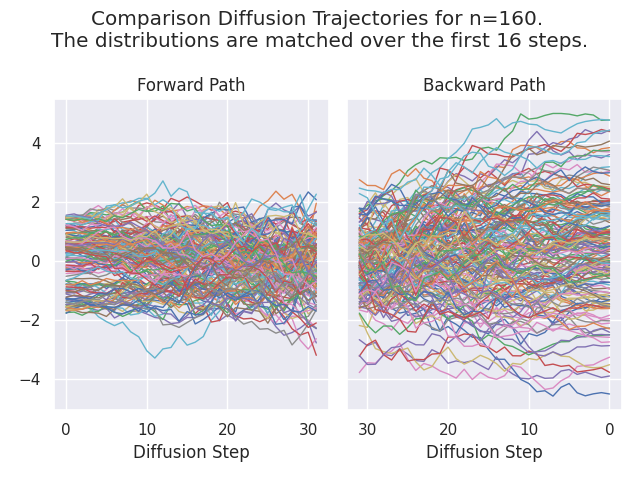 Comparison Diffusion Trajectories for n=160.
The distributions are matched over the first 16 steps.
Forward Path
Backward Path
4
2
0
−2
−4
0 10 20 30
30 20 10 0
Diffusion Step
Diffusion Step